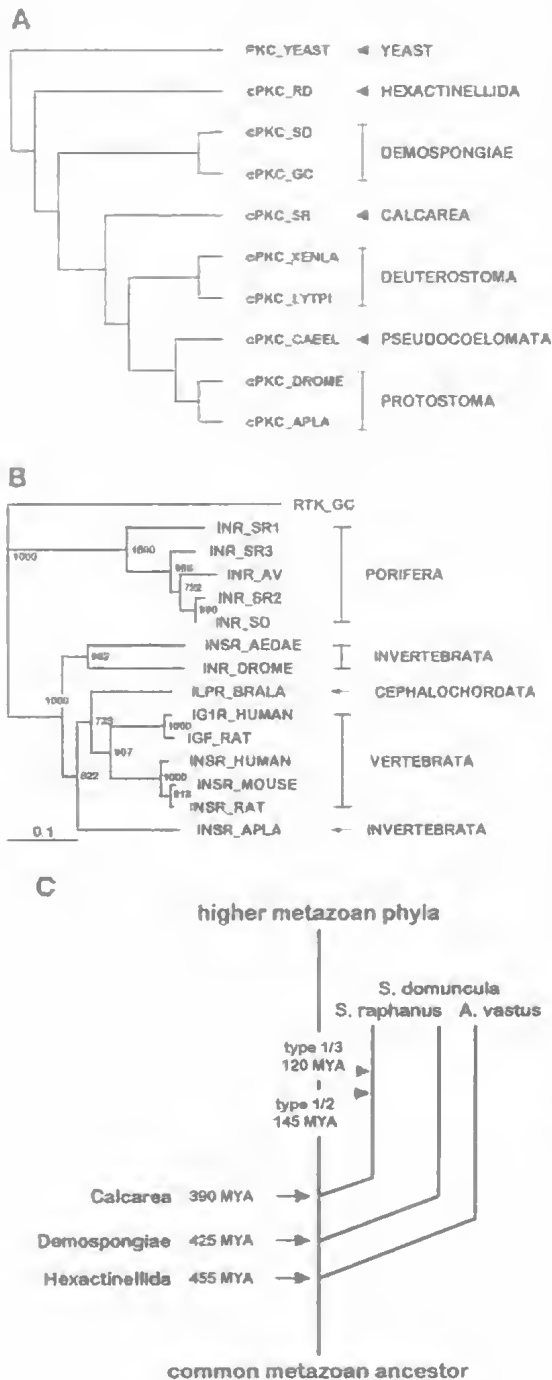 A
PKC_YEAST YEAST
cPKC_RD HEXACTINELLIDA
cPKC_SD
DEMOSPONGIAE
cPKC_GC
cPKC_SR CALCAREA
cPKC_XENLA
DEUTEROSTOMA
cPKC_LYTPI
cPKC_CAEEL PSEUDOCOELOMATA
cPKC_DROME
PROTOSTOMA
cPKC_APLA
B
RTK_GC
INR_SR1
1000
1000
INR_SR3
INR_AV
PORIFERA
732
INR_SR2
INR_SD
INSR_AEDAE
INVERTEBRATA
INR_DROME
1000
ILPR_BRALA CEPHALOCHORDATA
IG1R_HUMAN
1000
IGF_RAT
907
VERTEBRATA
INSR_HUMAN
1000
INSR_MOUSE
INSR_RAT
822
INSR_APLA INVERTEBRATA
0.1
C
higher metazoan phyla
S. domuncula
S. raphanus A. vastus
type 1/3
120 MYA
type 1/2
145 MYA
Calcarea 390 MYA
Demospongiae 425 MYA
Hexactinellida 455 MYA
common metazoan ancestor